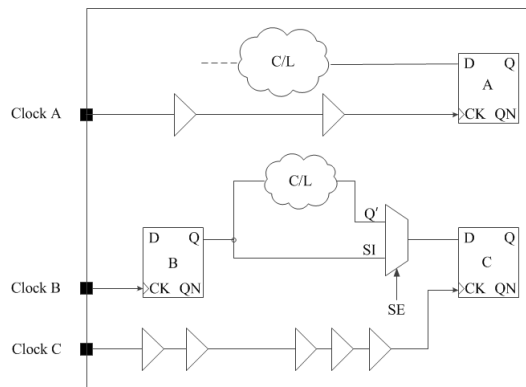 C/L
D Q
A
CK QN
Clock A
C/L
Q′
SI
D Q
B
CK QN
D Q
C
CK QN
SE
Clock B
Clock C